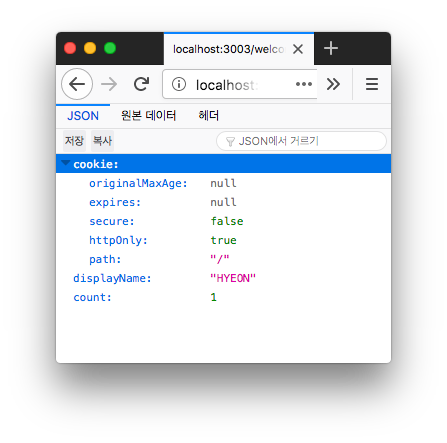 localhost:3003/welco
localhost:
JSON 원본 데이터 헤더
저장 복사 JSON에서 거르기
cookie:
originalMaxAge: null
expires: null
secure: false
httpOnly: true
path: "/"
displayName: "HYEON"
count: 1